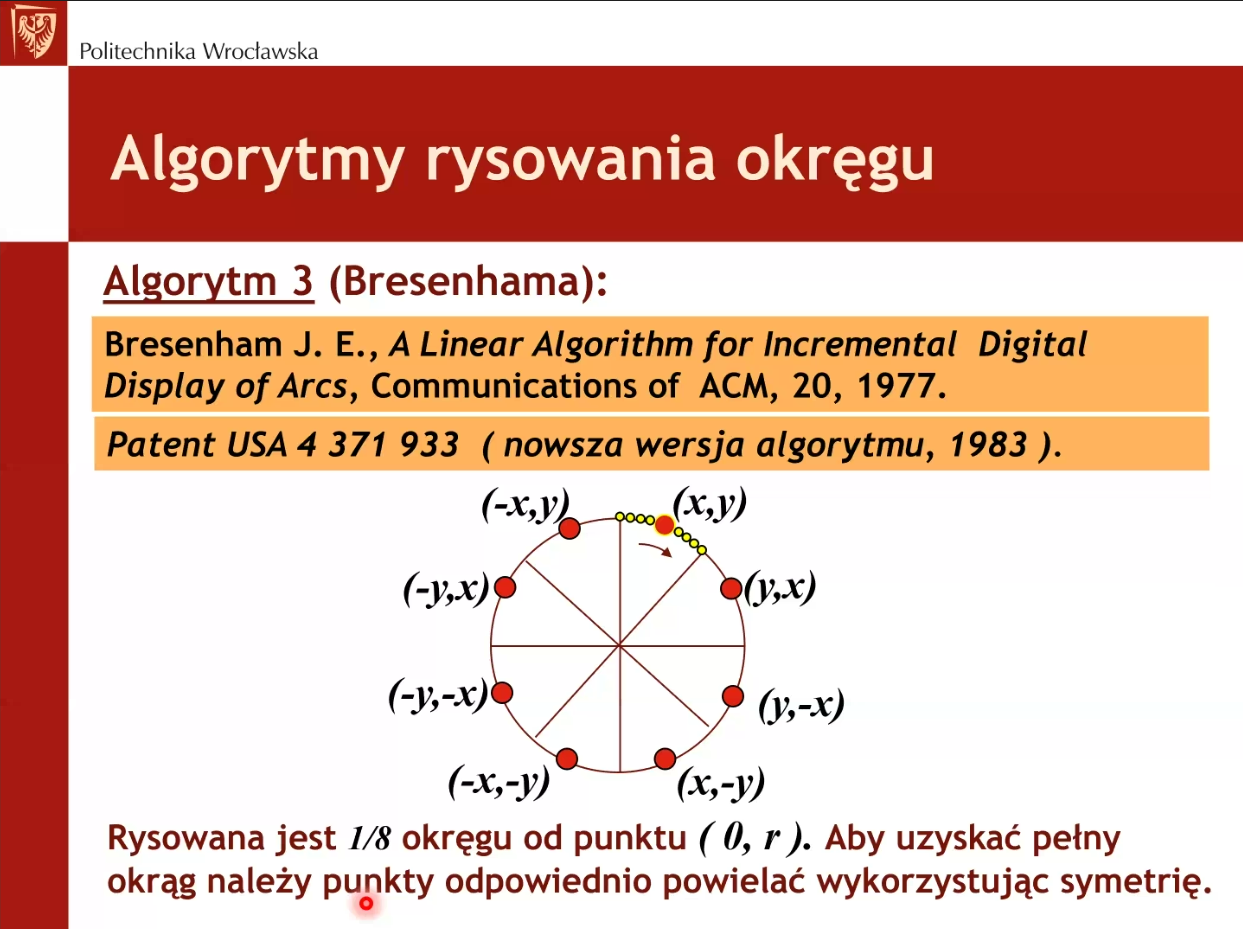 Politechnika Wrocławska
Algorytmy rysowania okręgu
Algorytm 3 (Bresenhama):
Bresenham J. E., A Linear Algorithm for Incremental Digital
Display of Arcs, Communications of ACM, 20, 1977.
Patent USA 4 371 933 ( nowsza wersja algorytmu, 1983 ).
(-x,y) (x,y)
(-y,x) (y,x)
(-y,-x) (y,-x)
(-x,-y) (x,-y)
Rysowana jest 1/8 okręgu od punktu ( 0, r ). Aby uzyskać pełny
okrąg należy punkty odpowiednio powielać wykorzystując symetrię.